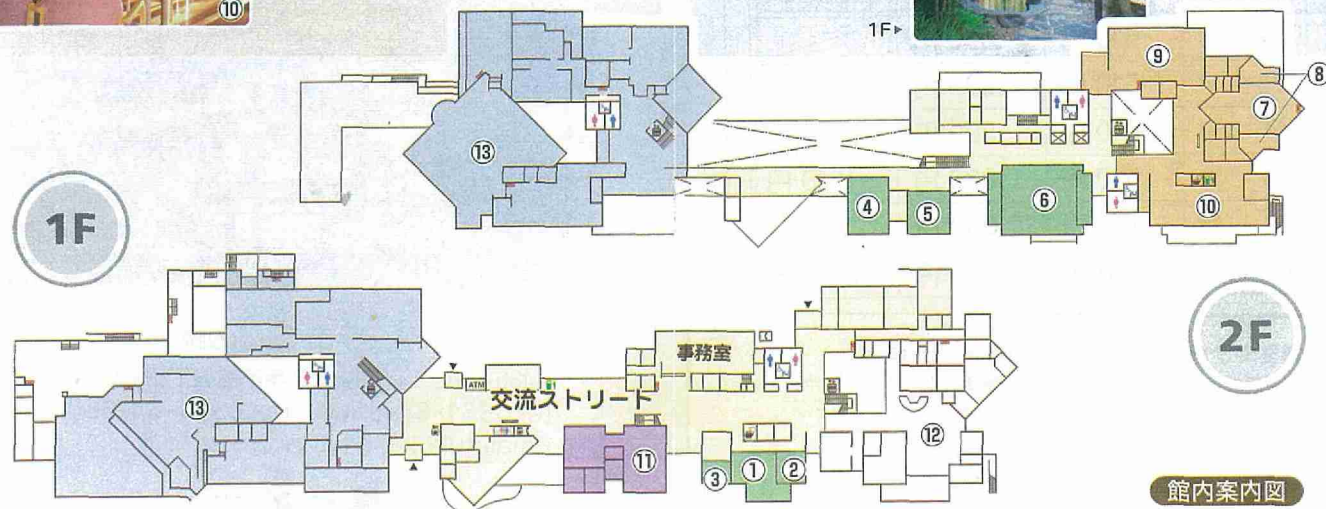 ⑩
1F▶
⑨
⑧
⑦
⑬
④
⑤
⑥
⑩
1F
2F
事務室
ATM
交流ストリート
⑬
⑪
③
①
②
⑫
館内案内図